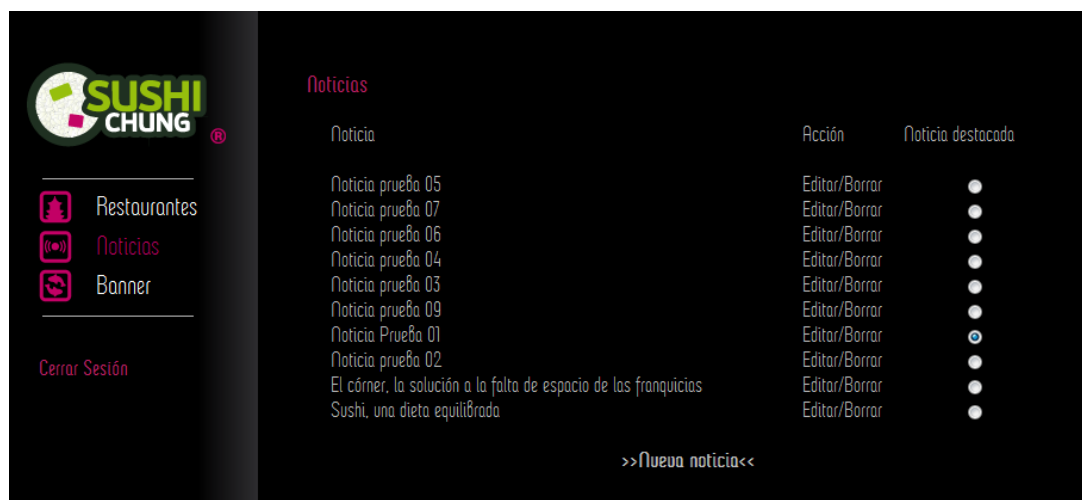 SUSHI
CHUNG ®
Restaurantes
Noticias
Banner
Cerrar Sesión
Noticias
Noticia Acción Noticia destacada
Noticia prueba 05 Editar/Borrar
Noticia prueba 07 Editar/Borrar
Noticia prueba 06 Editar/Borrar
Noticia prueba 04 Editar/Borrar
Noticia prueba 03 Editar/Borrar
Noticia prueba 09 Editar/Borrar
Noticia Prueba 01 Editar/Borrar
Noticia prueba 02 Editar/Borrar
El córner, la solución a la falta de espacio de las franquicias Editar/Borrar
Sushi, una dieta equilibrada Editar/Borrar
>>Nueva noticia<<